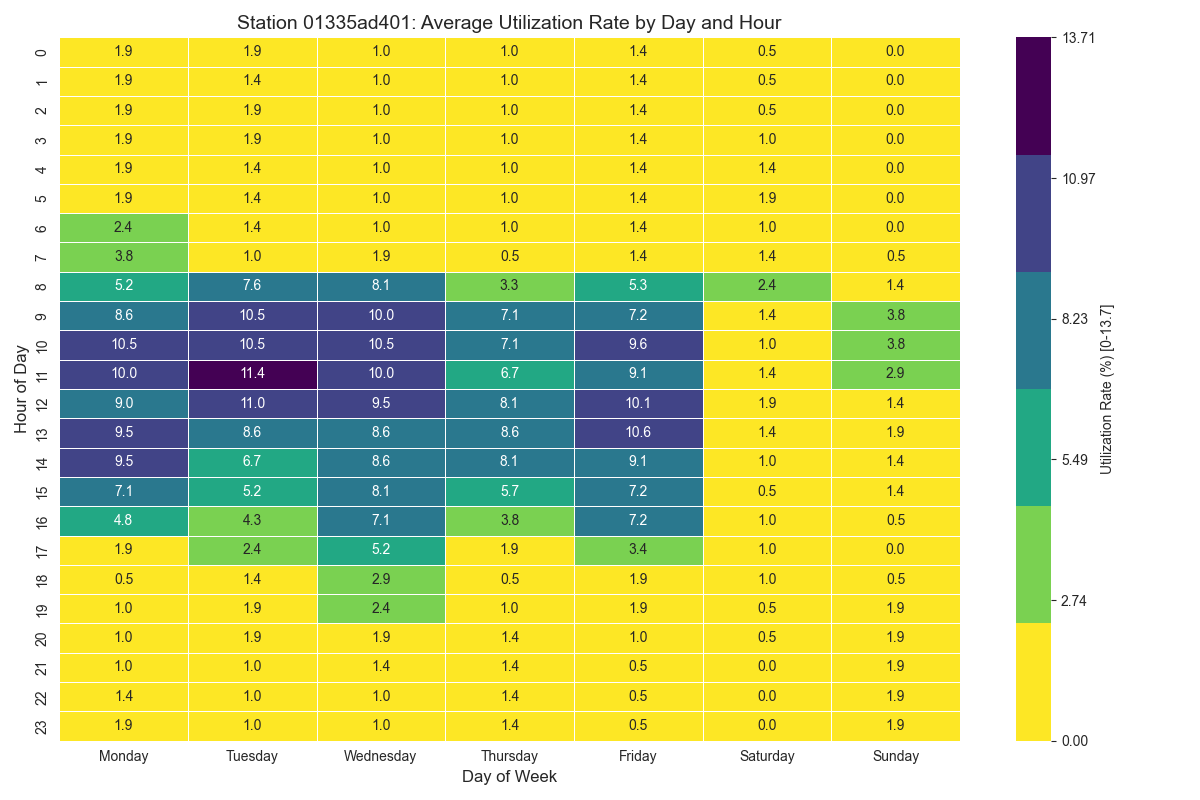 Station 01335ad401: Average Utilization Rate by Day and Hour
0 1.9 1.9 1.0 1.0 1.4 0.5 0.0
1 1.9 1.4 1.0 1.0 1.4 0.5 0.0
2 1.9 1.9 1.0 1.0 1.4 0.5 0.0
3 1.9 1.9 1.0 1.0 1.4 1.0 0.0
4 1.9 1.4 1.0 1.0 1.4 1.4 0.0
5 1.9 1.4 1.0 1.0 1.4 1.9 0.0
6 2.4 1.4 1.0 1.0 1.4 1.0 0.0
7 3.8 1.0 1.9 0.5 1.4 1.4 0.5
8 5.2 7.6 8.1 3.3 5.3 2.4 1.4
9 8.6 10.5 10.0 7.1 7.2 1.4 3.8
10 10.5 10.5 10.5 7.1 9.6 1.0 3.8
11 10.0 11.4 10.0 6.7 9.1 1.4 2.9
12 9.0 11.0 9.5 8.1 10.1 1.9 1.4
13 9.5 8.6 8.6 8.6 10.6 1.4 1.9
14 9.5 6.7 8.6 8.1 9.1 1.0 1.4
15 7.1 5.2 8.1 5.7 7.2 0.5 1.4
16 4.8 4.3 7.1 3.8 7.2 1.0 0.5
17 1.9 2.4 5.2 1.9 3.4 1.0 0.0
18 0.5 1.4 2.9 0.5 1.9 1.0 0.5
19 1.0 1.9 2.4 1.0 1.9 0.5 1.9
20 1.0 1.9 1.9 1.4 1.0 0.5 1.9
21 1.0 1.0 1.4 1.4 0.5 0.0 1.9
22 1.4 1.0 1.0 1.4 0.5 0.0 1.9
23 1.9 1.0 1.0 1.4 0.5 0.0 1.9
Monday Tuesday Wednesday Thursday Friday Saturday Sunday
Day of Week
Hour of Day
13.71
10.97
8.23
5.49
2.74
0.00
Utilization Rate (%) [0-13.7]